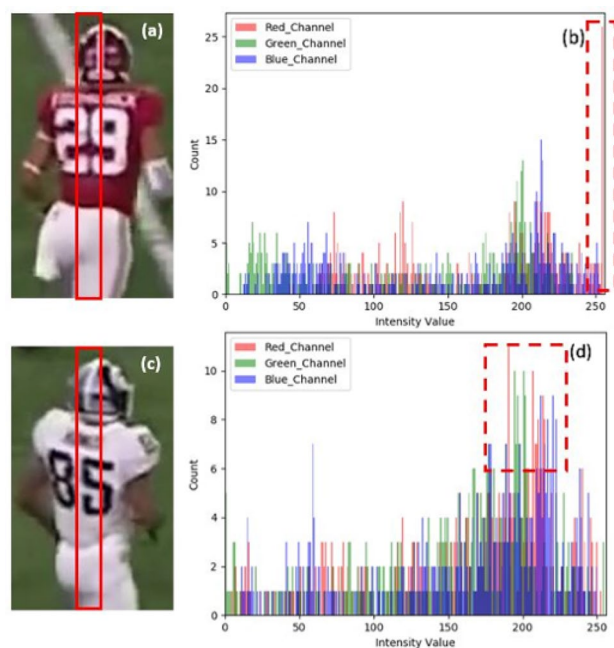 (a)
29
(b)
Red_Channel
Green_Channel
Blue_Channel
Count
25
20
15
10
5
0
0 50 100 150 200 250
Intensity Value
(c)
85
(d)
Red_Channel
Green_Channel
Blue_Channel
Count
10
8
6
4
2
0
0 50 100 150 200 250
Intensity Value